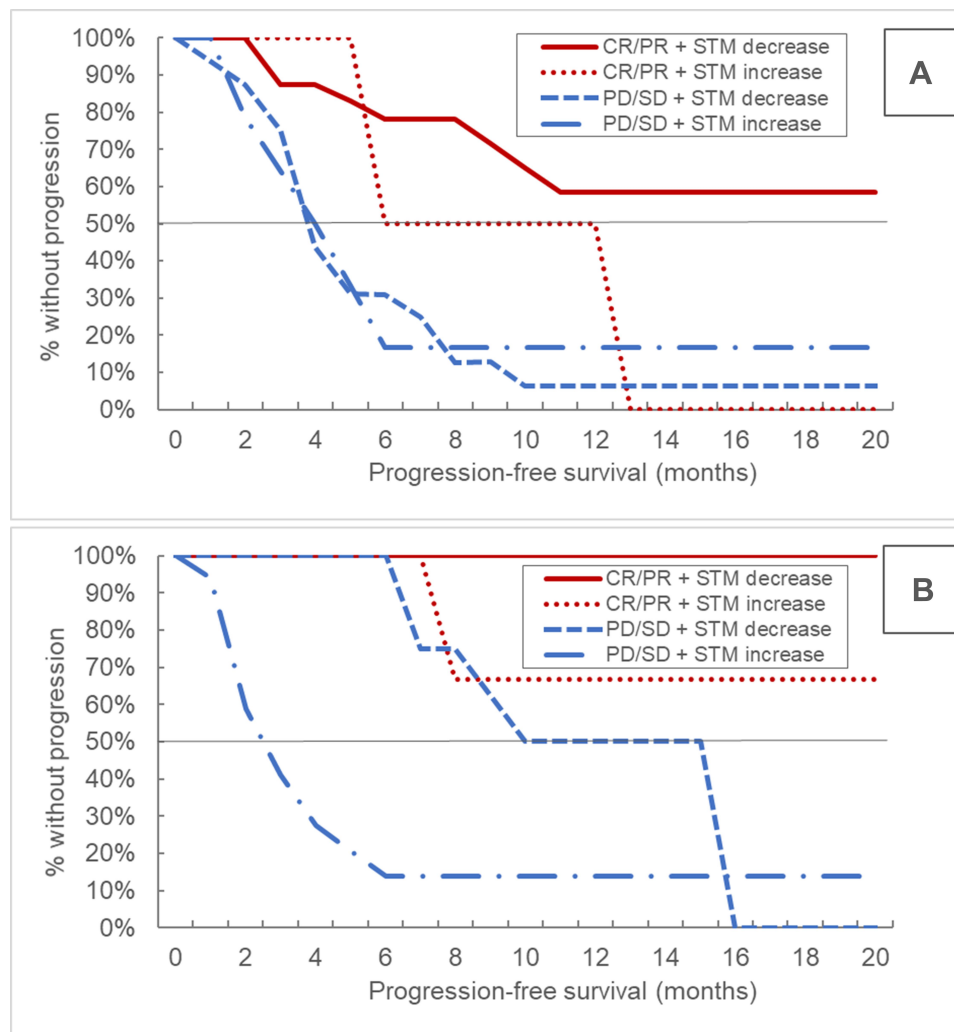 A
CR/PR + STM decrease
CR/PR + STM increase
PD/SD + STM decrease
PD/SD + STM increase
% without progression
100%
90%
80%
70%
60%
50%
40%
30%
20%
10%
0%
0 2 4 6 8 10 12 14 16 18 20
Progression-free survival (months)
B
CR/PR + STM decrease
CR/PR + STM increase
PD/SD + STM decrease
PD/SD + STM increase
% without progression
100%
90%
80%
70%
60%
50%
40%
30%
20%
10%
0%
0 2 4 6 8 10 12 14 16 18 20
Progression-free survival (months)